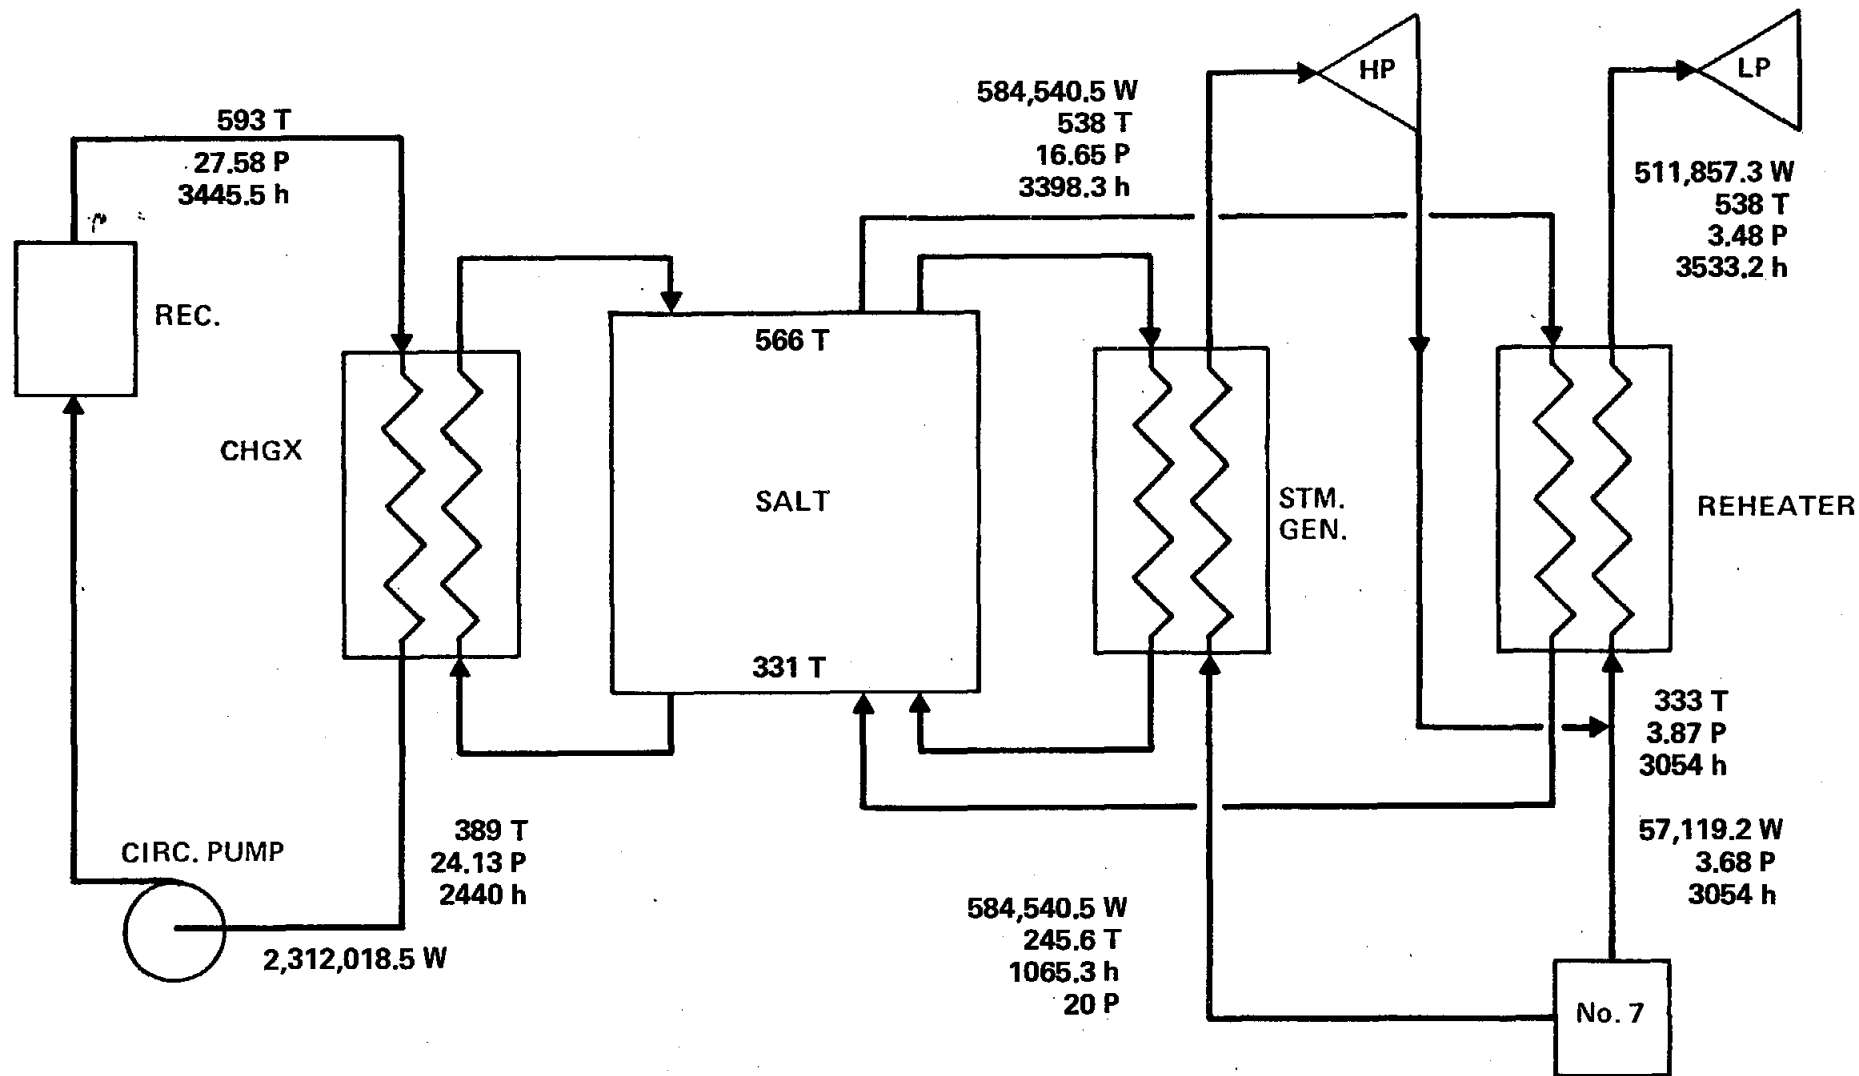 593 T
27.58 P
3445.5 h
REC.
CHGX
CIRC. PUMP
389 T
24.13 P
2440 h
2,312,018.5 W
566 T
SALT
331 T
584,540.5 W
538 T
16.65 P
3398.3 h
HP
LP
511,857.3 W
538 T
3.48 P
3533.2 h
STM.
GEN.
REHEATER
333 T
3.87 P
3054 h
57,119.2 W
3.68 P
3054 h
584,540.5 W
245.6 T
1065.3 h
20 P
No. 7